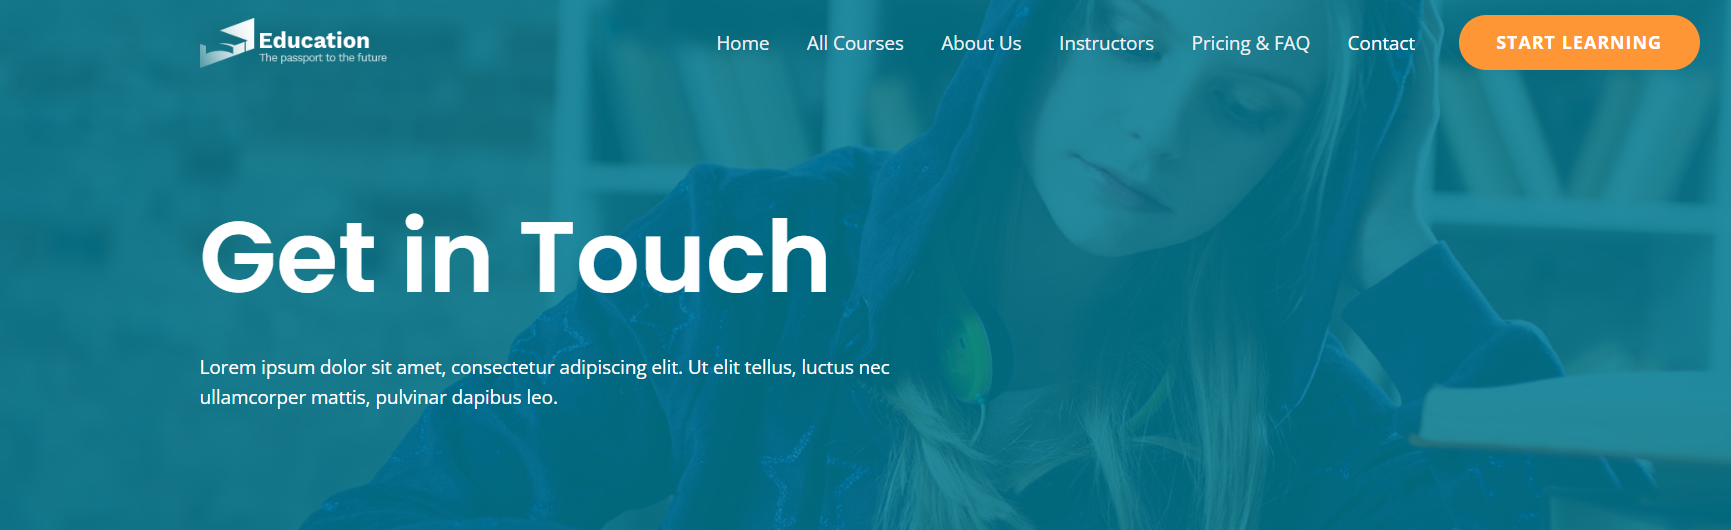 Education
The passport to the future
Home All Courses About Us Instructors Pricing & FAQ Contact START LEARNING
Get in Touch
Lorem ipsum dolor sit amet, consectetur adipiscing elit. Ut elit tellus, luctus nec
ullamcorper mattis, pulvinar dapibus leo.